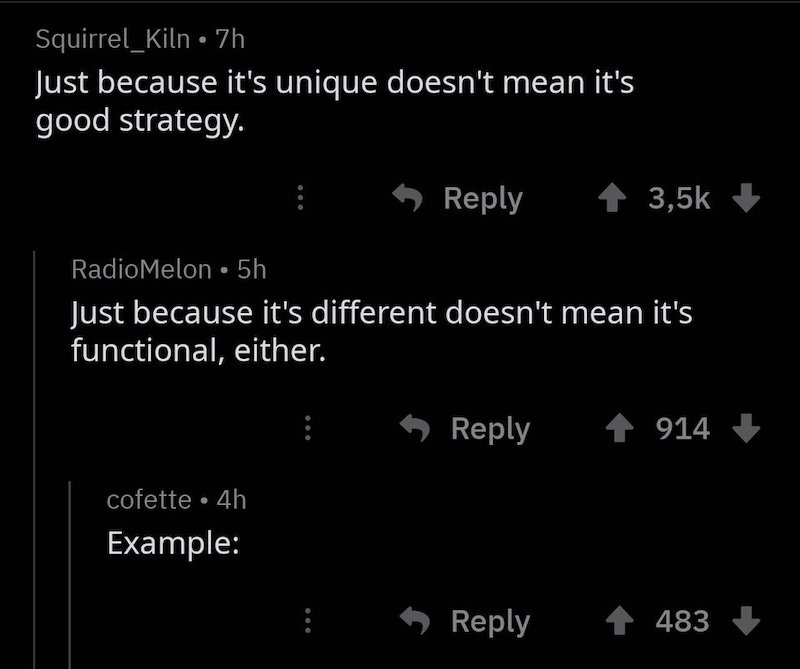 Squirrel_Kiln • 7h
Just because it's unique doesn't mean it's
good strategy.
Reply 3,5k
RadioMelon • 5h
Just because it's different doesn't mean it's
functional, either.
Reply 914
cofette • 4h
Example:
Reply 483